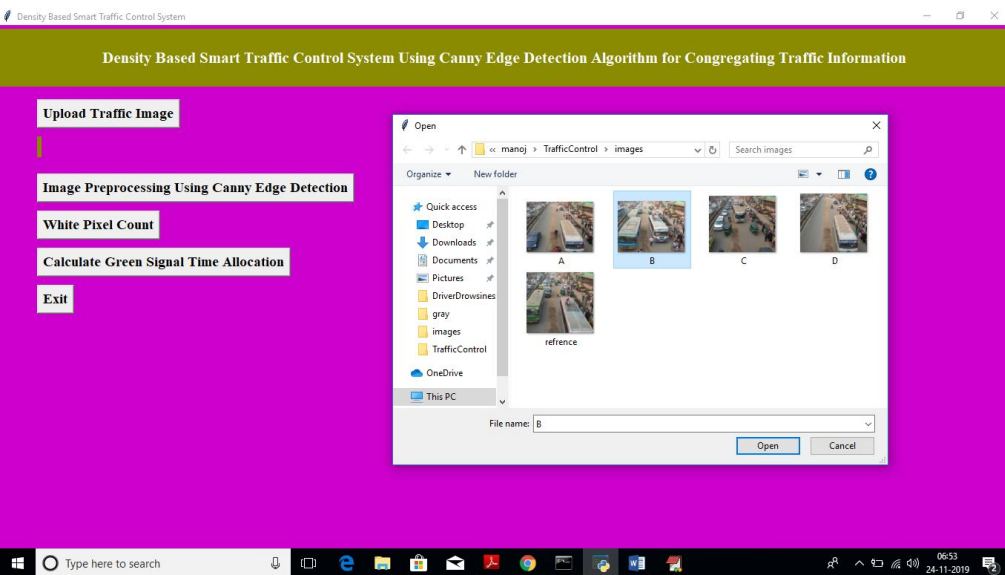 Density Based Smart Traffic Control System
Density Based Smart Traffic Control System Using Canny Edge Detection Algorithm for Congregating Traffic Information
Upload Traffic Image
Image Preprocessing Using Canny Edge Detection
White Pixel Count
Calculate Green Signal Time Allocation
Exit
Open
« manoj › TrafficControl › images
Search images
Organize
New folder
Quick access
Desktop
Downloads
Documents
Pictures
DriverDrowsines
gray
images
TrafficControl
OneDrive
This PC
A
B
C
D
refrence
File name: B
Open
Cancel
Type here to search
06:53
24-11-2019
2